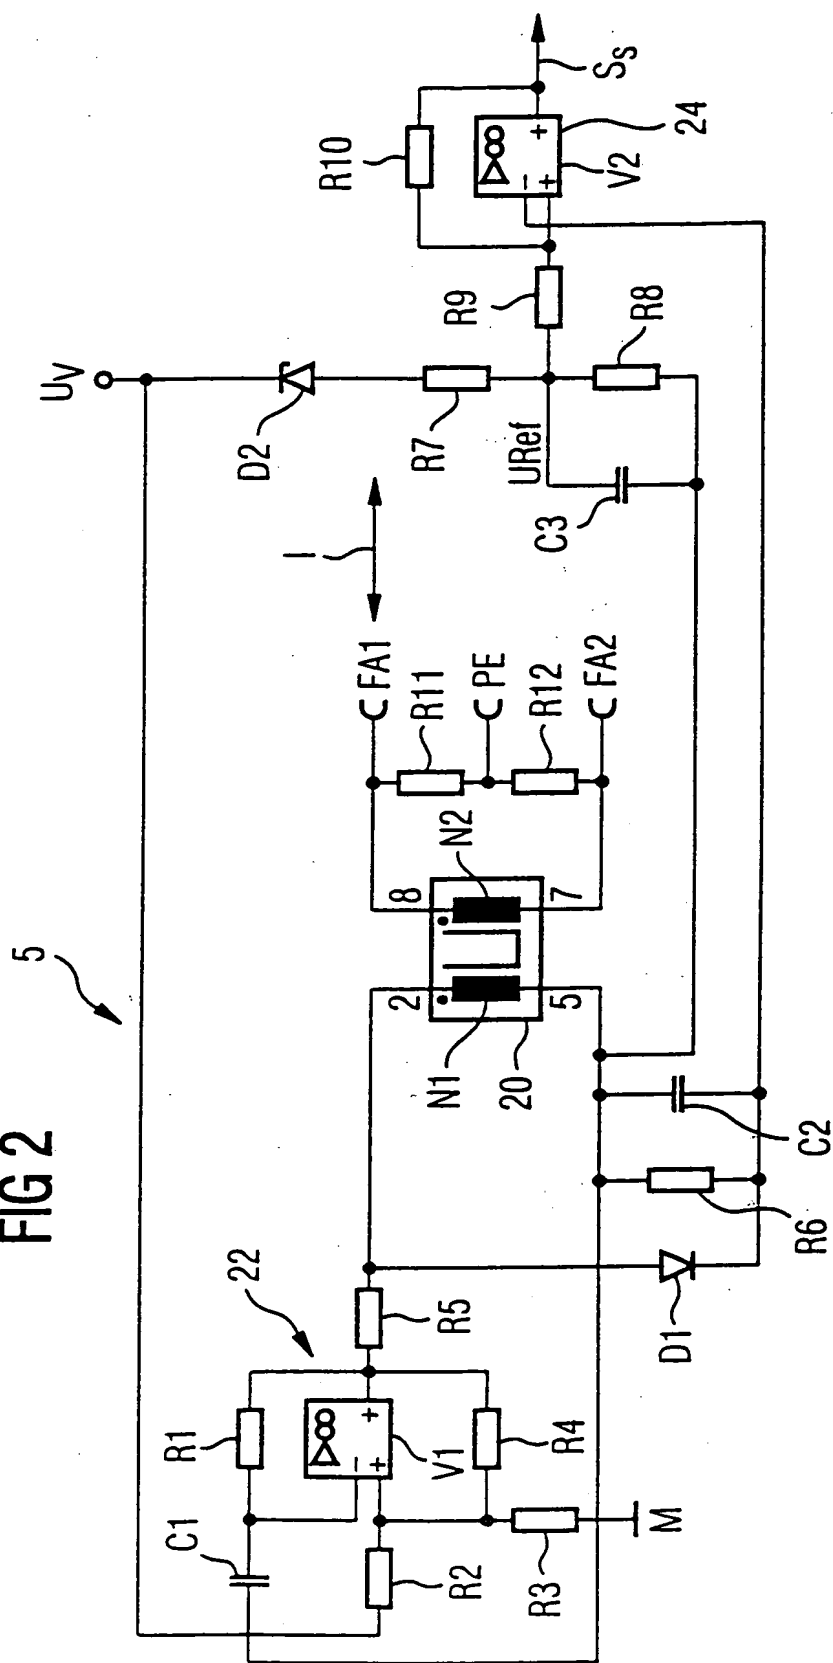 FIG 2
5
UV
22
R1
C1
V1
∞
+
−
+
R2
R3
R4
M
R5
D1
R6
C2
2
8
N1
N2
20
5
7
FA1
R11
PE
R12
FA2
I
D2
R7
URef
C3
R8
R9
R10
∞
+
−
+
24
V2
SS